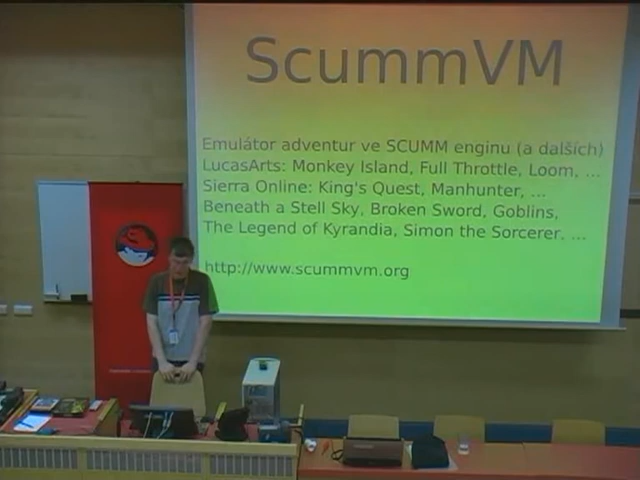 ScummVM
Emulátor adventur ve SCUMM enginu (a dalších)
LucasArts: Monkey Island, Full Throttle, Loom, ...
Sierra Online: King's Quest, Manhunter, ...
Beneath a Stell Sky, Broken Sword, Goblins,
The Legend of Kyrandia, Simon the Sorcerer, ...
http://www.scummvm.org